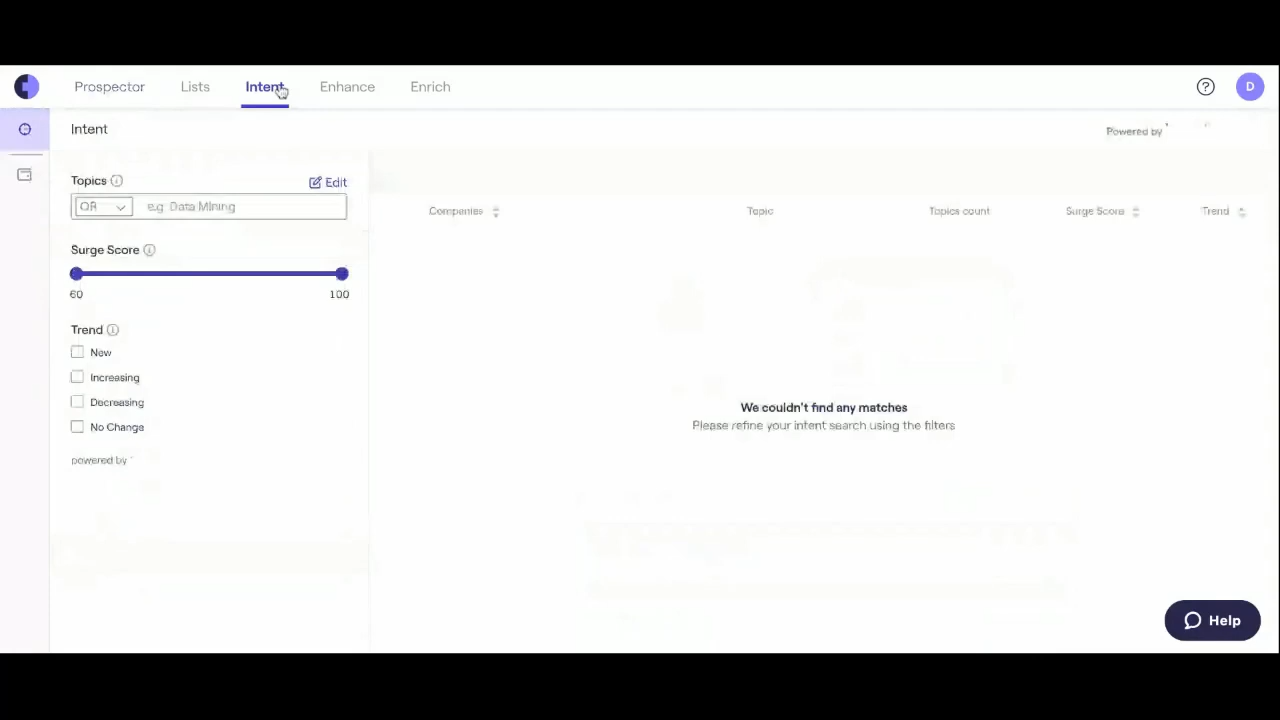 Prospector Lists Intent Enhance Enrich
D
Intent
Powered by
Topics
Edit
OR
e.g. Data Mining
Surge Score
60 100
Trend
New
Increasing
Decreasing
No Change
powered by
Companies Topic Topics count Surge Score Trend
We couldn't find any matches
Please refine your intent search using the filters
Help